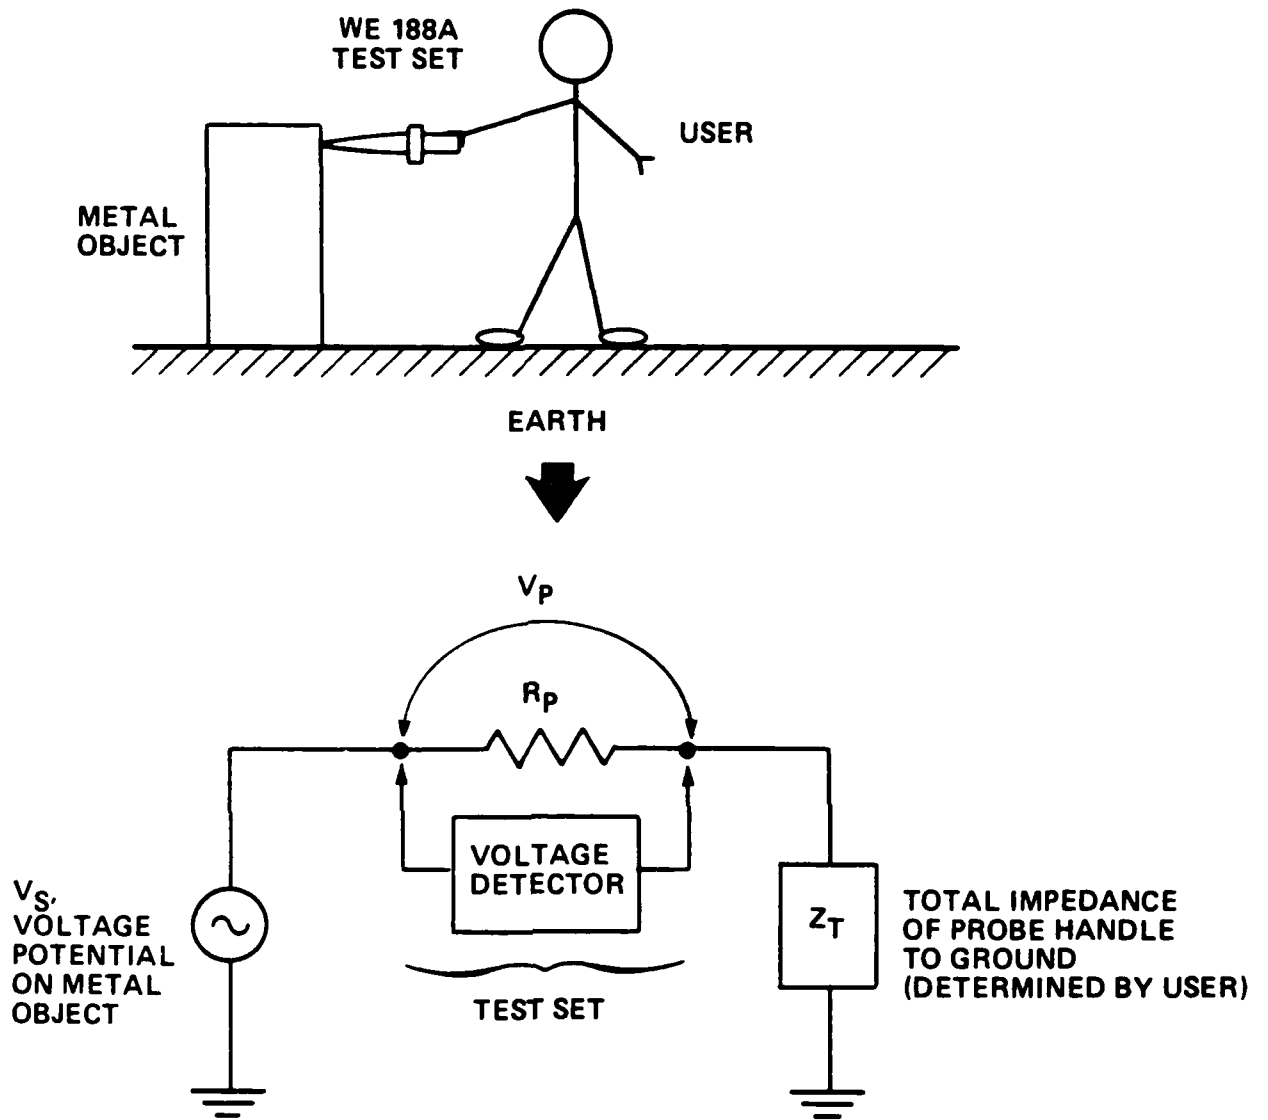 WE 188A
TEST SET
USER
METAL
OBJECT
EARTH
VP
RP
VOLTAGE
DETECTOR
VS,
VOLTAGE
POTENTIAL
ON METAL
OBJECT
ZT
TOTAL IMPEDANCE
OF PROBE HANDLE
TO GROUND
(DETERMINED BY USER)
TEST SET